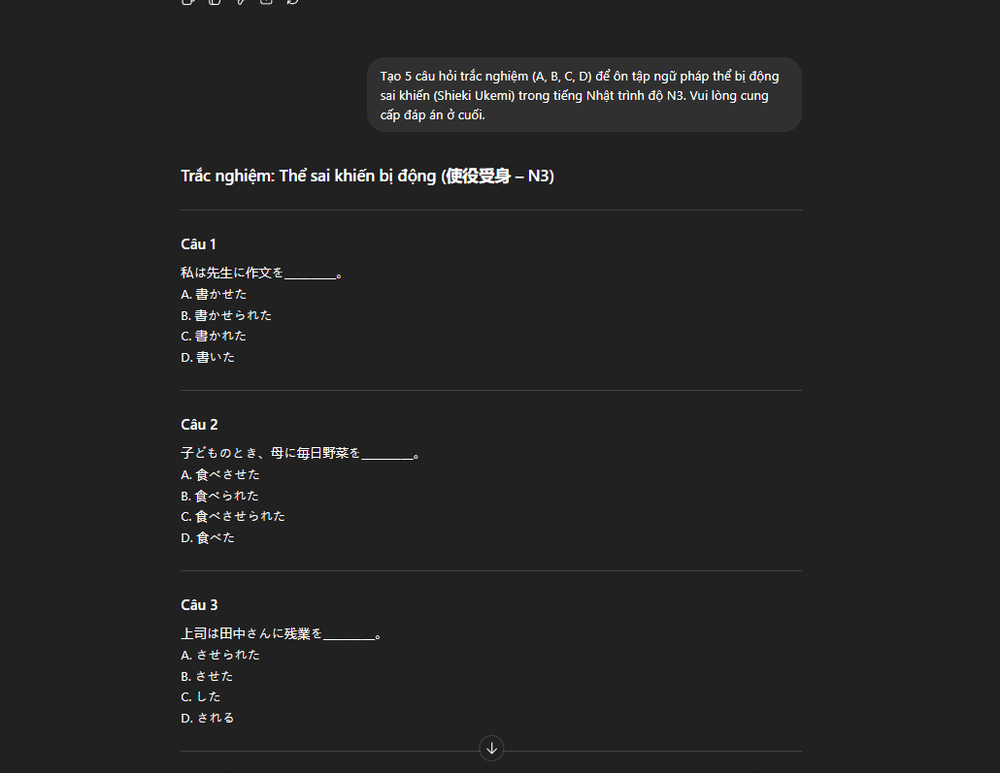 Tạo 5 câu hỏi trắc nghiệm (A, B, C, D) để ôn tập ngữ pháp thể bị động
sai khiến (Shieki Ukemi) trong tiếng Nhật trình độ N3. Vui lòng cung
cấp đáp án ở cuối.
Trắc nghiệm: Thể sai khiến bị động (使役受身 – N3)
Câu 1
私は先生に作文を________。
A. 書かせた
B. 書かせられた
C. 書かれた
D. 書いた
Câu 2
子どものとき、母に毎日野菜を________。
A. 食べさせた
B. 食べられた
C. 食べさせられた
D. 食べた
Câu 3
上司は田中さんに残業を________。
A. させられた
B. させた
C. した
D. される